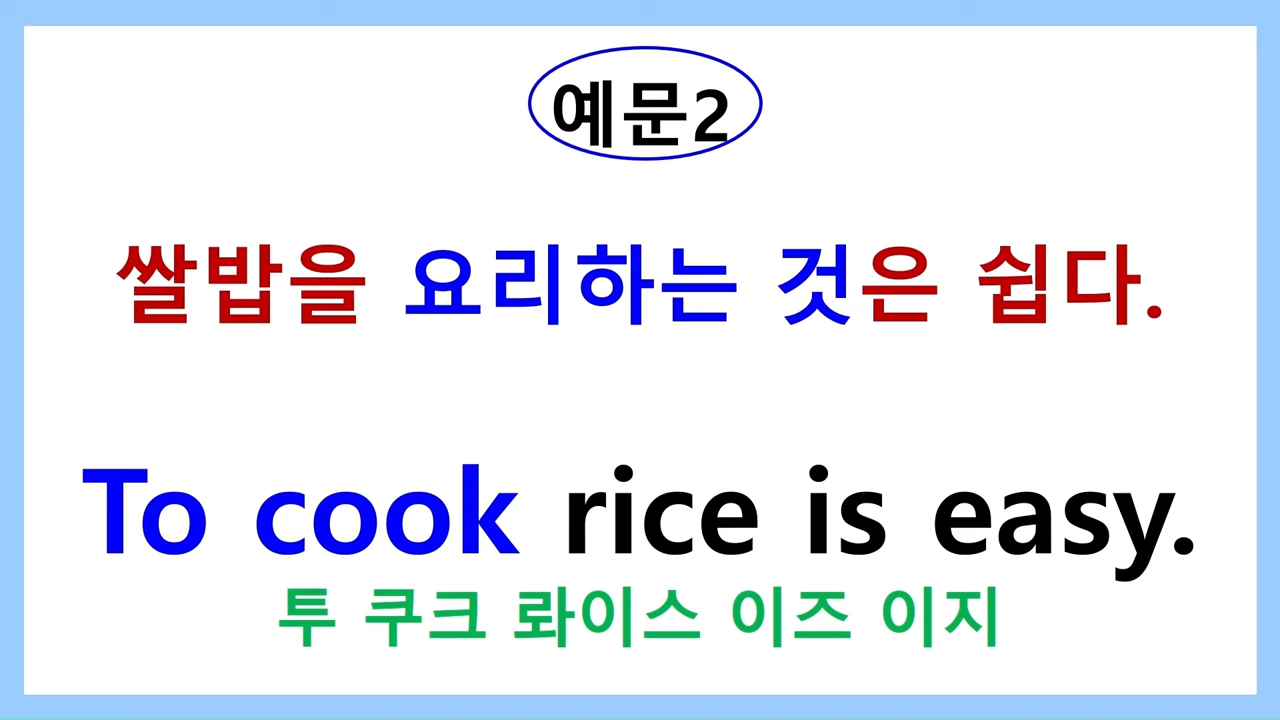 예문2
쌀밥을 요리하는 것은 쉽다.
To cook rice is easy.
투 쿠크 롸이스 이즈 이지